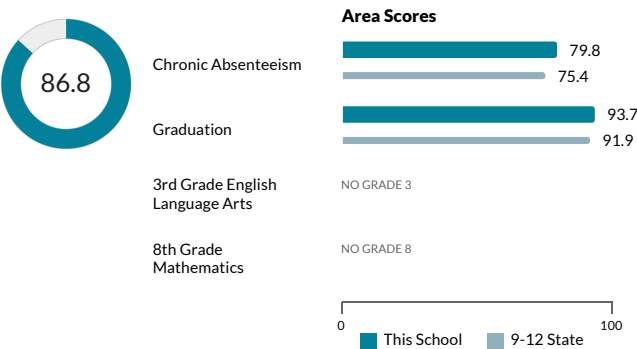 Area Scores
86.8
Chronic Absenteeism
79.8
75.4
Graduation
93.7
91.9
3rd Grade English
Language Arts
NO GRADE 3
8th Grade
Mathematics
NO GRADE 8
0
100
This School
9-12 State